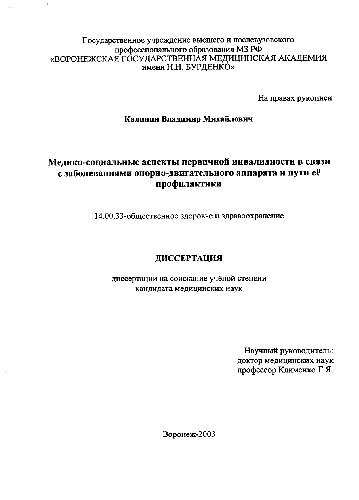 Государственное учреждение высшего и послевузовского
профессионального образования МЗ РФ
«ВОРОНЕЖСКАЯ ГОСУДАРСТВЕННАЯ МЕДИЦИНСКАЯ АКАДЕМИЯ
имени Н.Н. БУРДЕНКО»
На правах рукописи
Калинин Владимир Михайлович
Медико-социальные аспекты первичной инвалидности в связи
с заболеваниями опорно-двигательного аппарата и пути её
профилактики
14.00.33-общественное здоровье и здравоохранение
ДИССЕРТАЦИЯ
диссертации на соискание учёной степени
кандидата медицинских наук
Научный руководитель:
доктор медицинских наук
профессор Клименко Г.Я.
Воронеж-2003